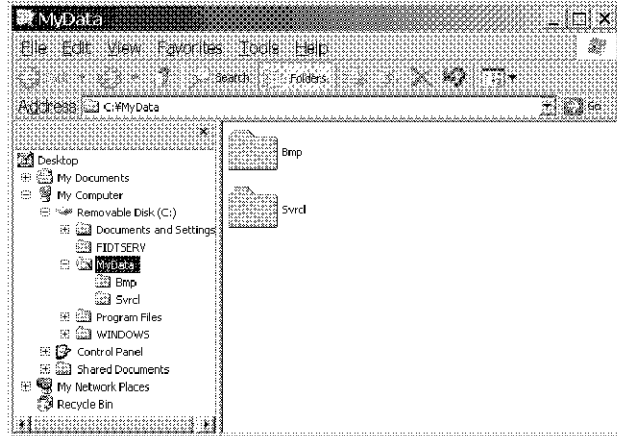 MyData
File Edit View Favorites Tools Help
Search Folders
Address C:¥MyData Go
Desktop
My Documents
My Computer
Removable Disk (C:)
Documents and Settings
FIDTSERV
MyData
Bmp
Svrcl
Program Files
WINDOWS
Control Panel
Shared Documents
My Network Places
Recycle Bin
Bmp
Svrcl